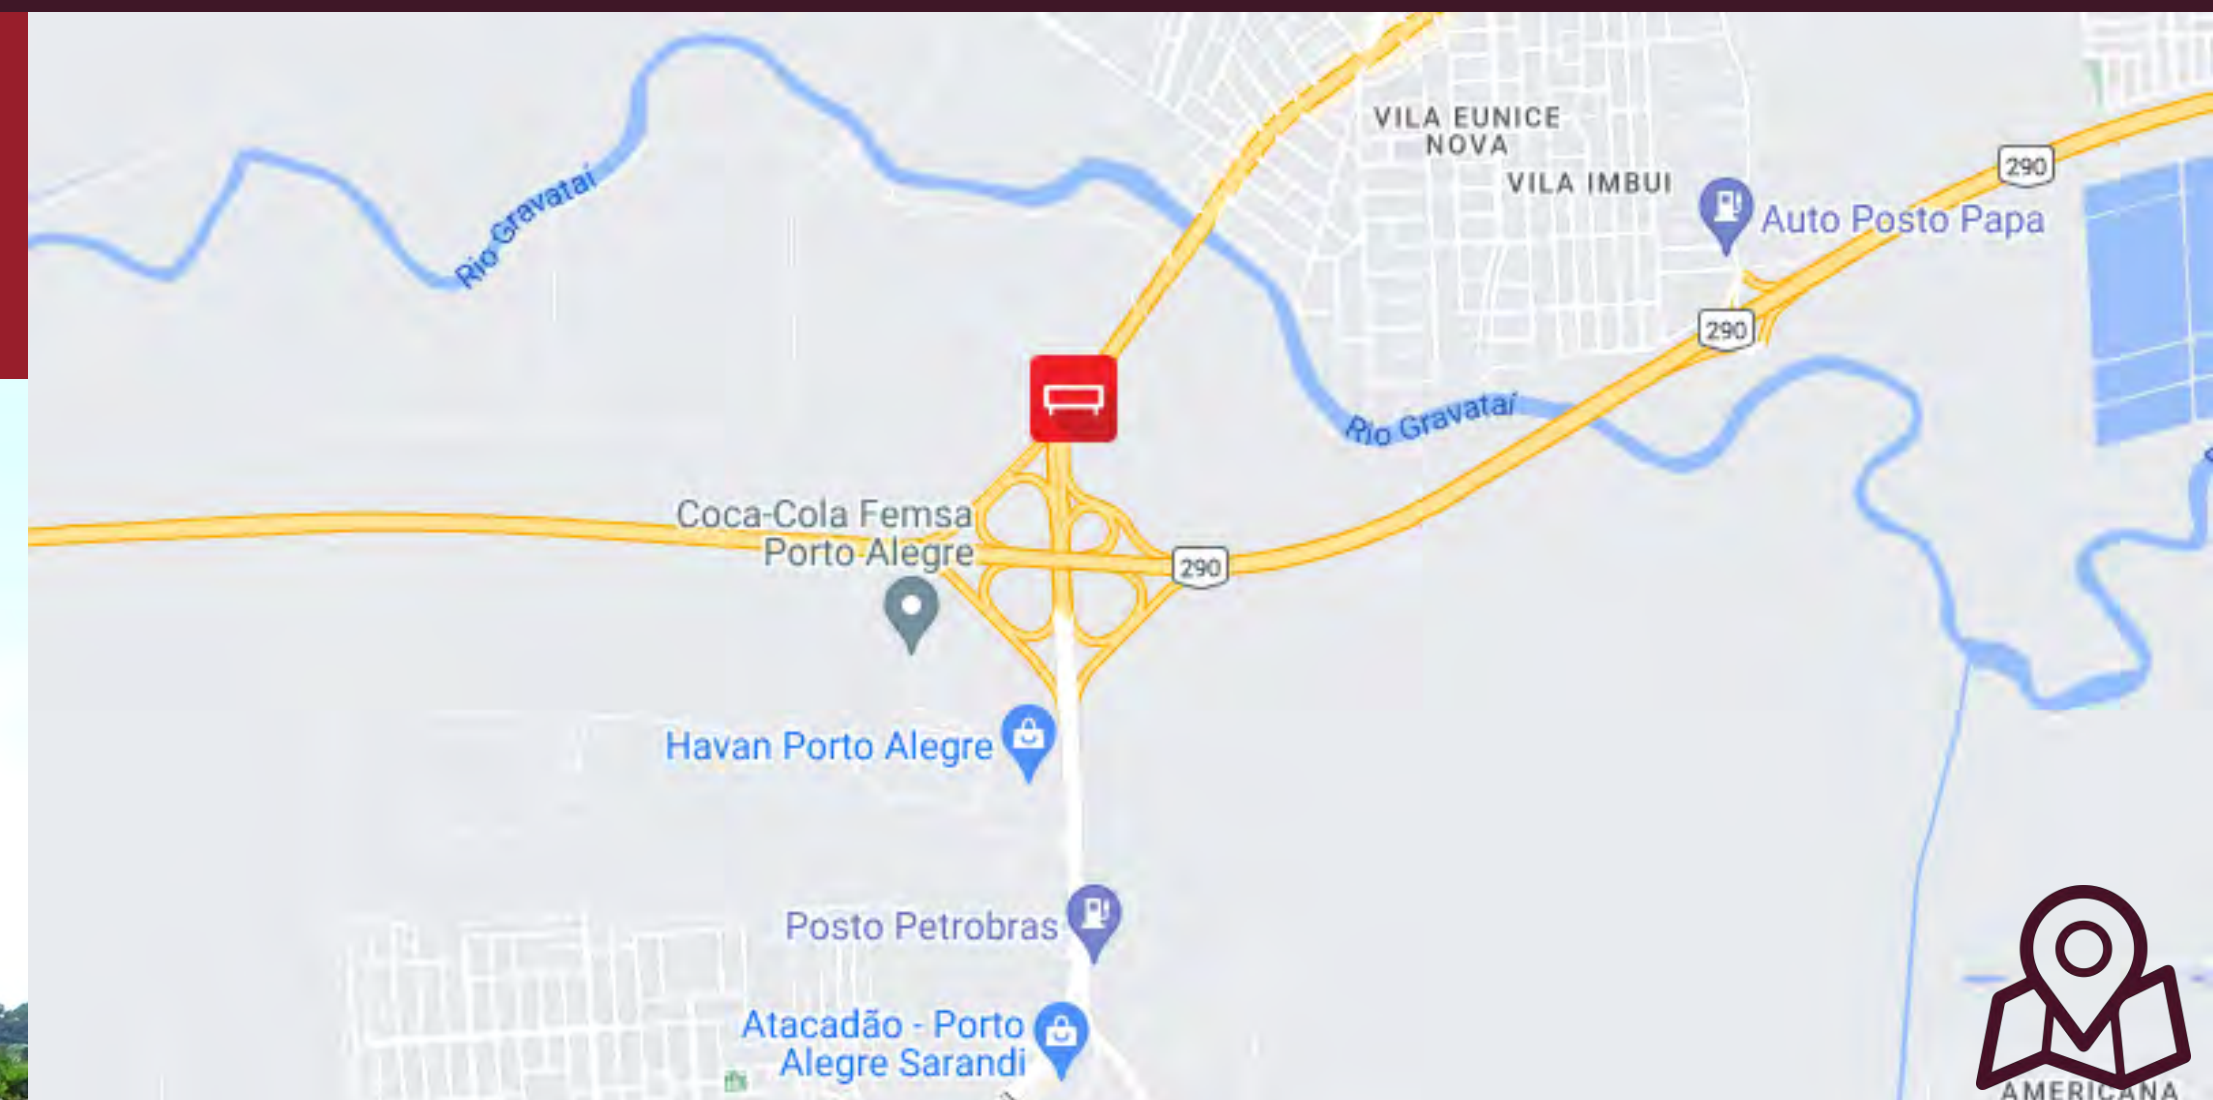 VILA EUNICE
NOVA
VILA IMBUI
290
Auto Posto Papa
Rio Gravataí
290
Rio Gravataí
Coca-Cola Femsa
Porto Alegre
290
Havan Porto Alegre
Posto Petrobras
Atacadão - Porto
Alegre Sarandi
AMERICANA